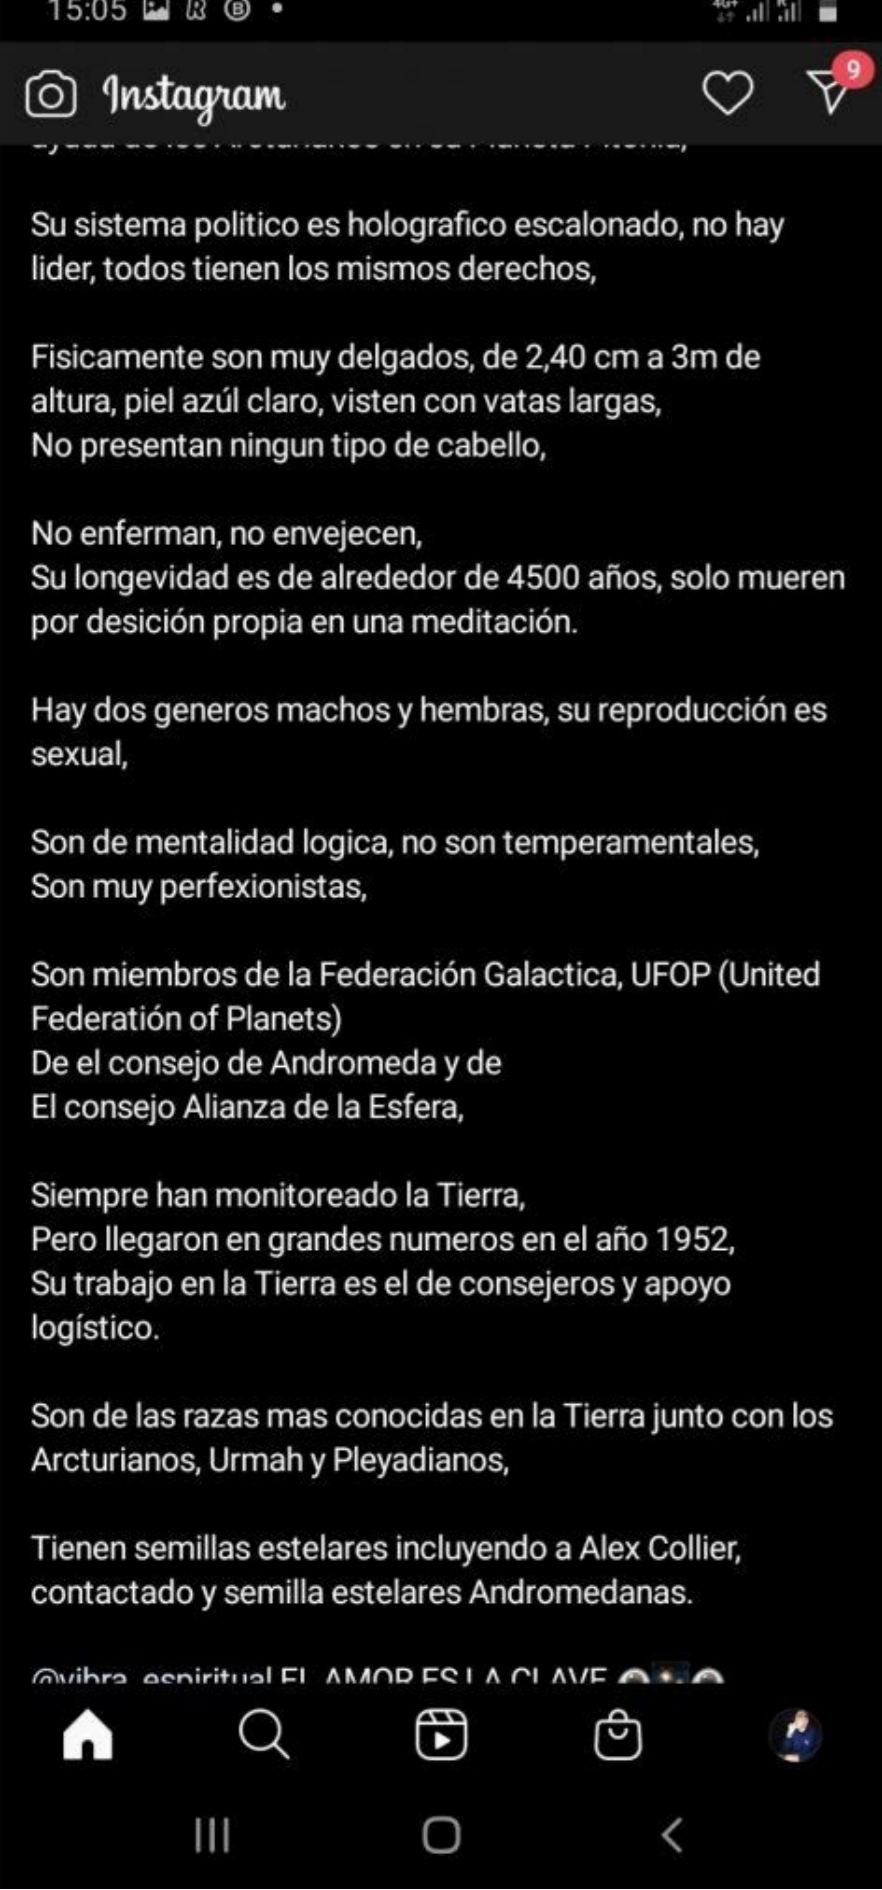 15:05
4G+
Instagram
9
Su sistema politico es holografico escalonado, no hay
lider, todos tienen los mismos derechos,
Fisicamente son muy delgados, de 2,40 cm a 3m de
altura, piel azúl claro, visten con vatas largas,
No presentan ningun tipo de cabello,
No enferman, no envejecen,
Su longevidad es de alrededor de 4500 años, solo mueren
por desición propia en una meditación.
Hay dos generos machos y hembras, su reproducción es
sexual,
Son de mentalidad logica, no son temperamentales,
Son muy perfexionistas,
Son miembros de la Federación Galactica, UFOP (United
Federatión of Planets)
De el consejo de Andromeda y de
El consejo Alianza de la Esfera,
Siempre han monitoreado la Tierra,
Pero llegaron en grandes numeros en el año 1952,
Su trabajo en la Tierra es el de consejeros y apoyo
logístico.
Son de las razas mas conocidas en la Tierra junto con los
Arcturianos, Urmah y Pleyadianos,
Tienen semillas estelares incluyendo a Alex Collier,
contactado y semilla estelares Andromedanas.
@vibra_espiritual EL AMOR ES LA CLAVE